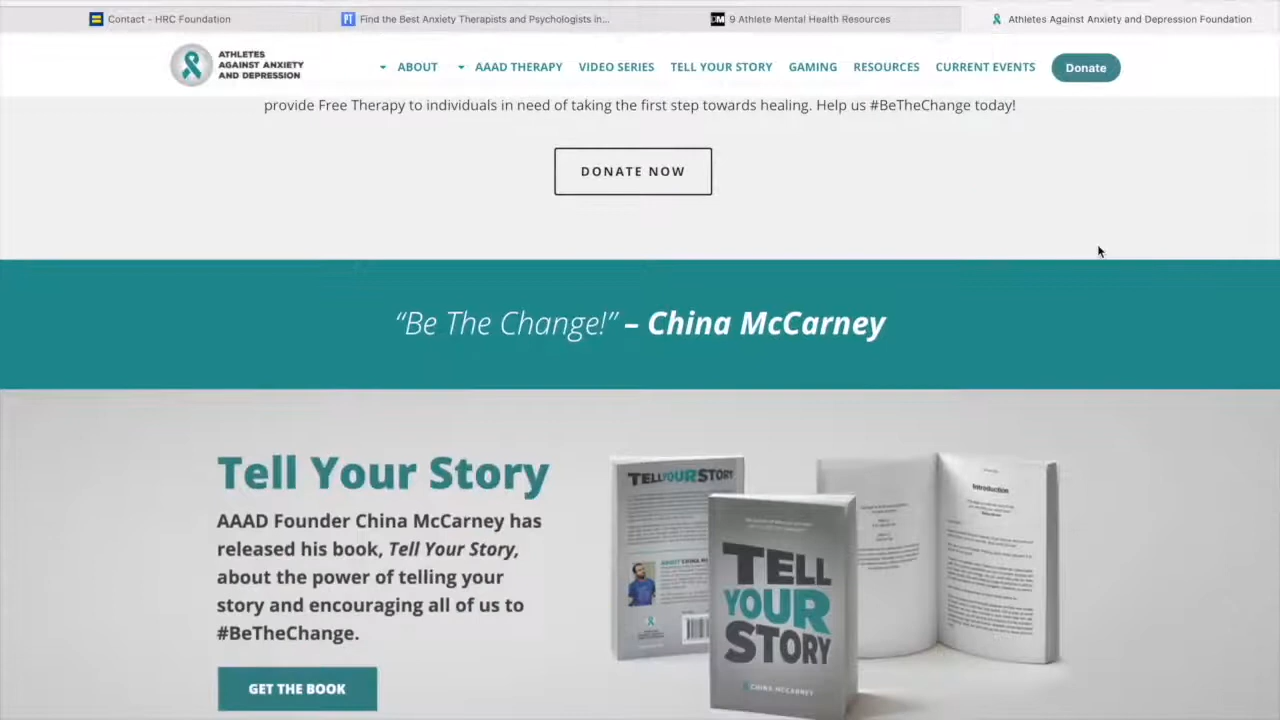 Contact - HRC Foundation
Find the Best Anxiety Therapists and Psychologists in...
9 Athlete Mental Health Resources
Athletes Against Anxiety and Depression Foundation
ATHLETES
AGAINST ANXIETY
AND DEPRESSION
ABOUT
AAAD THERAPY
VIDEO SERIES
TELL YOUR STORY
GAMING
RESOURCES
CURRENT EVENTS
Donate
provide Free Therapy to individuals in need of taking the first step towards healing. Help us #BeTheChange today!
DONATE NOW
“Be The Change!” – China McCarney
Tell Your Story
AAAD Founder China McCarney has
released his book, Tell Your Story,
about the power of telling your
story and encouraging all of us to
#BeTheChange.
GET THE BOOK
TELL YOUR STORY
TELL
YOUR
STORY
CHINA MCCARNEY
Introduction